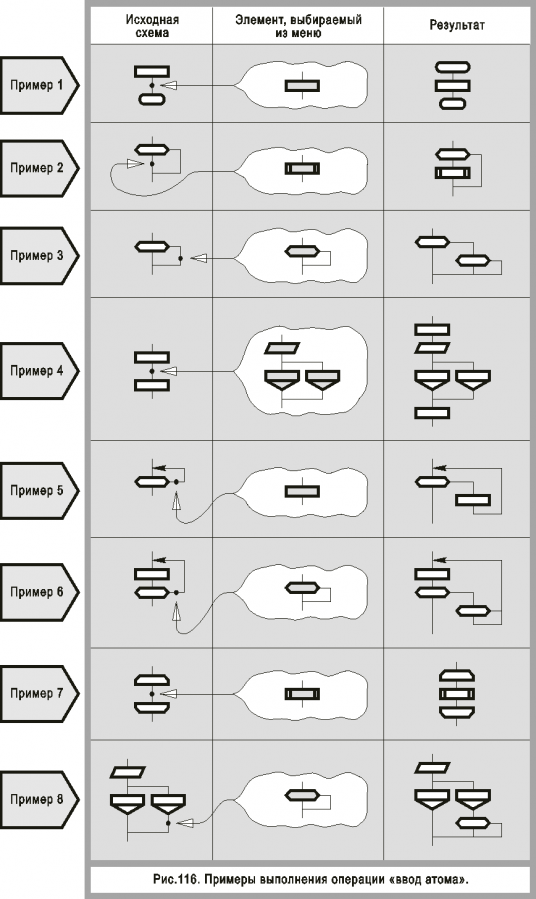 Исходная
схема
Элемент, выбираемый
из меню
Результат
Пример 1
Пример 2
Пример 3
Пример 4
Пример 5
Пример 6
Пример 7
Пример 8
Рис.116. Примеры выполнения операции «ввод атома».